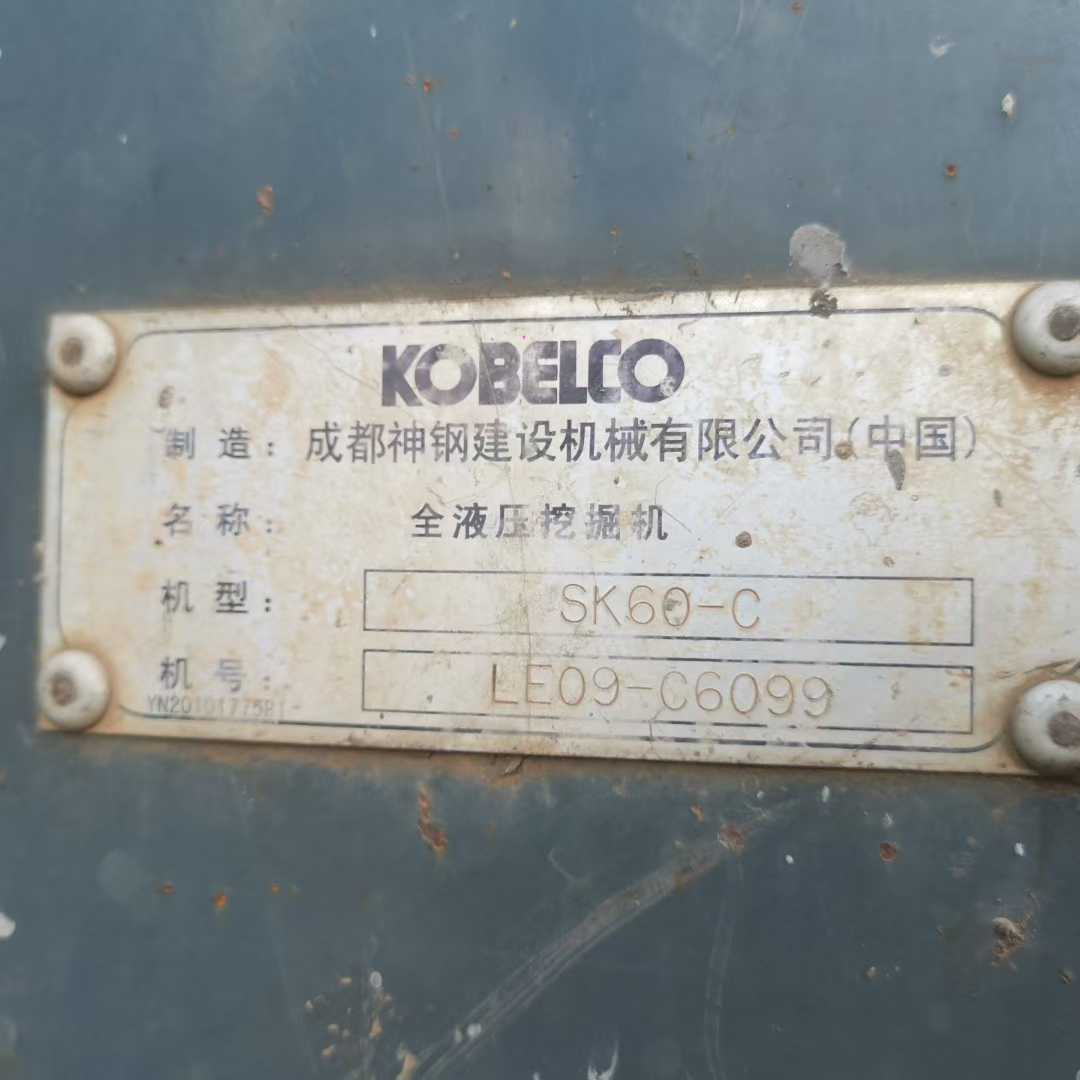 KOBELCO
制造：成都神钢建设机械有限公司(中国)
名称：全液压挖掘机
机型：SK60-C
机号：LE09-C6099
YN20101775P1